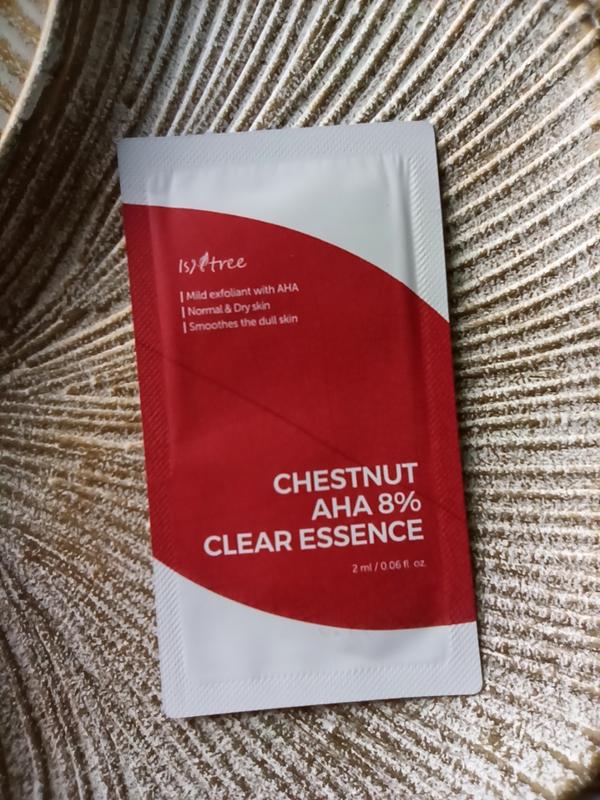 Isntree
Mild exfoliant with AHA
Normal & Dry skin
Smoothes the dull skin
CHESTNUT
AHA 8%
CLEAR ESSENCE
2 ml / 0.06 fl. oz.